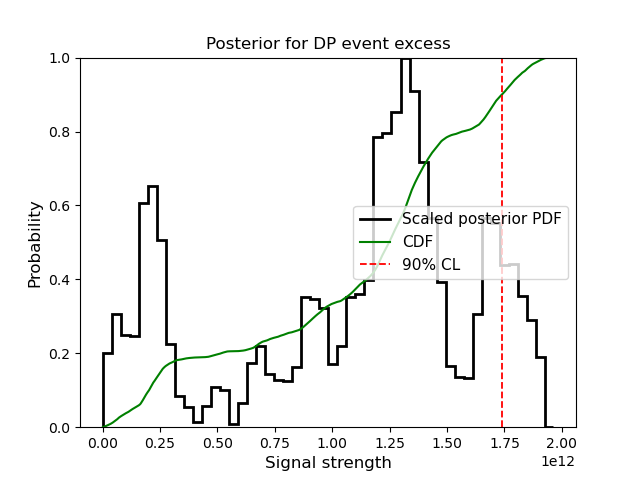 Posterior for DP event excess
1.0
0.8
0.6
0.4
0.2
0.0
Probability
Scaled posterior PDF
CDF
90% CL
0.00 0.25 0.50 0.75 1.00 1.25 1.50 1.75 2.00
1e12
Signal strength